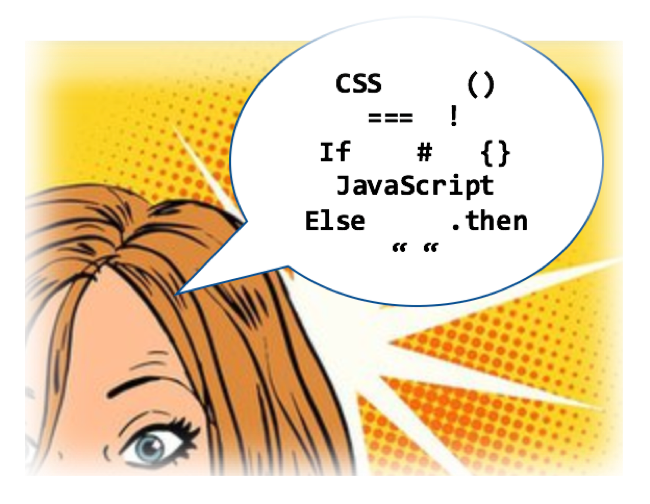 CSS ()
=== !
If # {}
JavaScript
Else .then
“ “